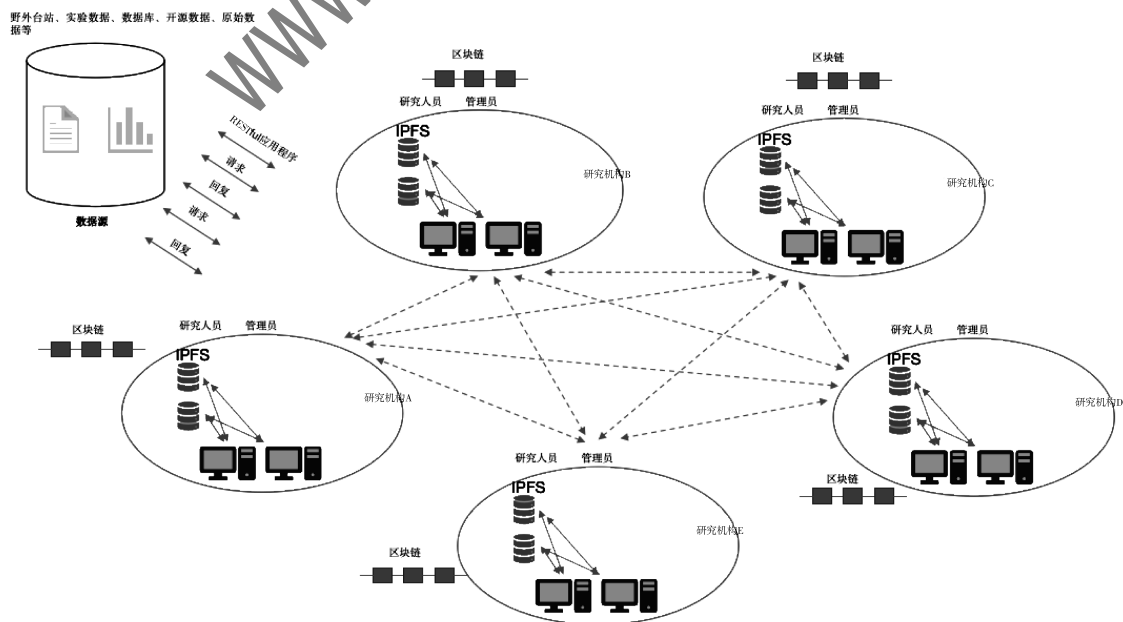 野外台站、实验数据、数据库、开源数据、原始数
据等
数据源
RESTful应用程序
请求
回复
请求
回复
WWW
区块链
研究人员 管理员
IPFS
研究机构B
区块链
研究人员 管理员
IPFS
研究机构C
区块链
研究人员 管理员
IPFS
研究机构A
研究人员 管理员
IPFS
研究机构D
区块链
研究人员 管理员
IPFS
研究机构E
区块链